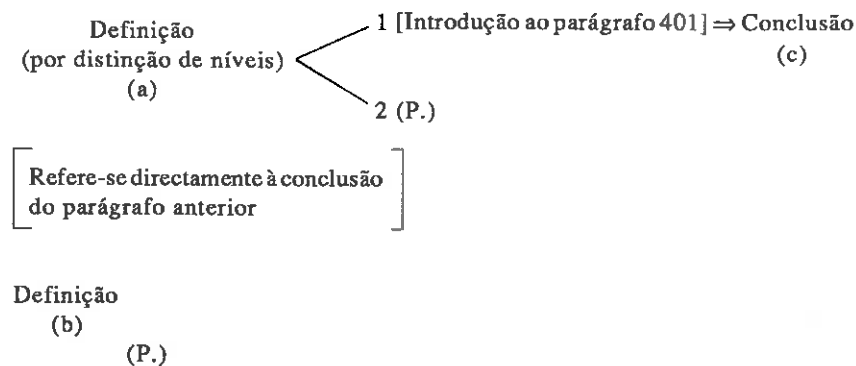 Definição
(por distinção de níveis)
(a)
1 [Introdução ao parágrafo 401] ⇒ Conclusão
(c)
2 (P.)
Refere-se directamente à conclusão
do parágrafo anterior
Definição
(b)
(P.)